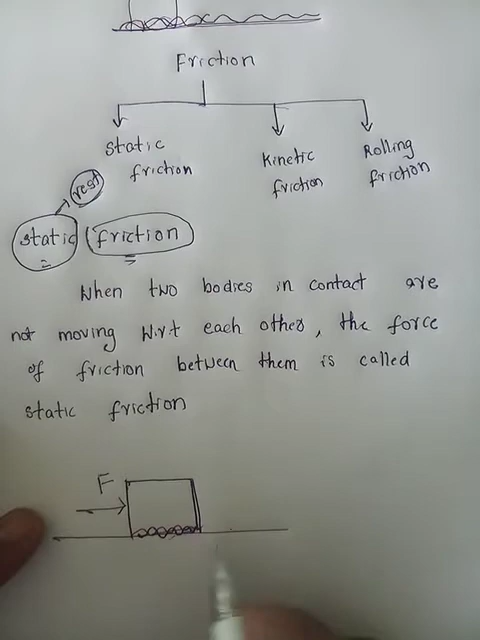 Friction
Static friction
Kinetic friction
Rolling friction
rest
static friction
When two bodies in contact are
not moving W.r.t each other, the force
of friction between them is called
static friction
F